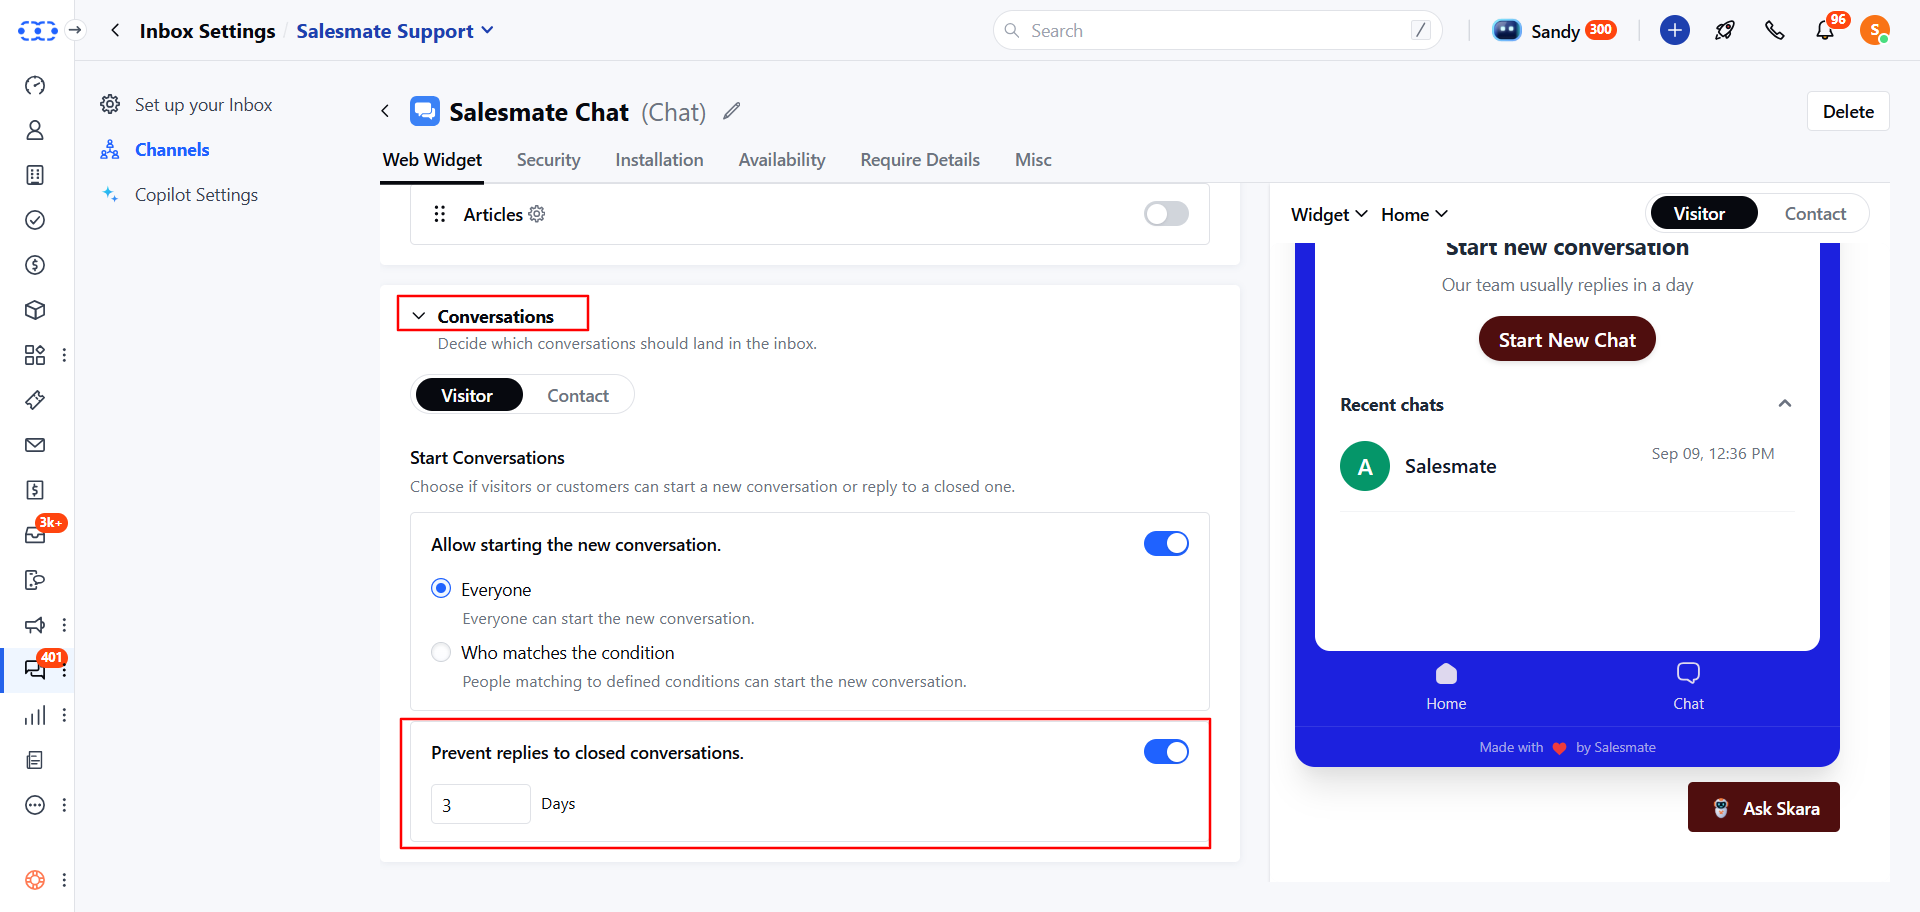 Inbox Settings / Salesmate Support
Search /
Sandy 300
96
S
Set up your Inbox
Channels
Copilot Settings
3k+
401
Salesmate Chat (Chat)
Delete
Web Widget Security Installation Availability Require Details Misc
Articles
Conversations
Decide which conversations should land in the inbox.
Visitor Contact
Start Conversations
Choose if visitors or customers can start a new conversation or reply to a closed one.
Allow starting the new conversation.
Everyone
Everyone can start the new conversation.
Who matches the condition
People matching to defined conditions can start the new conversation.
Prevent replies to closed conversations.
3 Days
Widget Home Visitor Contact
Start new conversation
Our team usually replies in a day
Start New Chat
Recent chats
A Salesmate Sep 09, 12:36 PM
Home Chat
Made with ❤ by Salesmate
Ask Skara